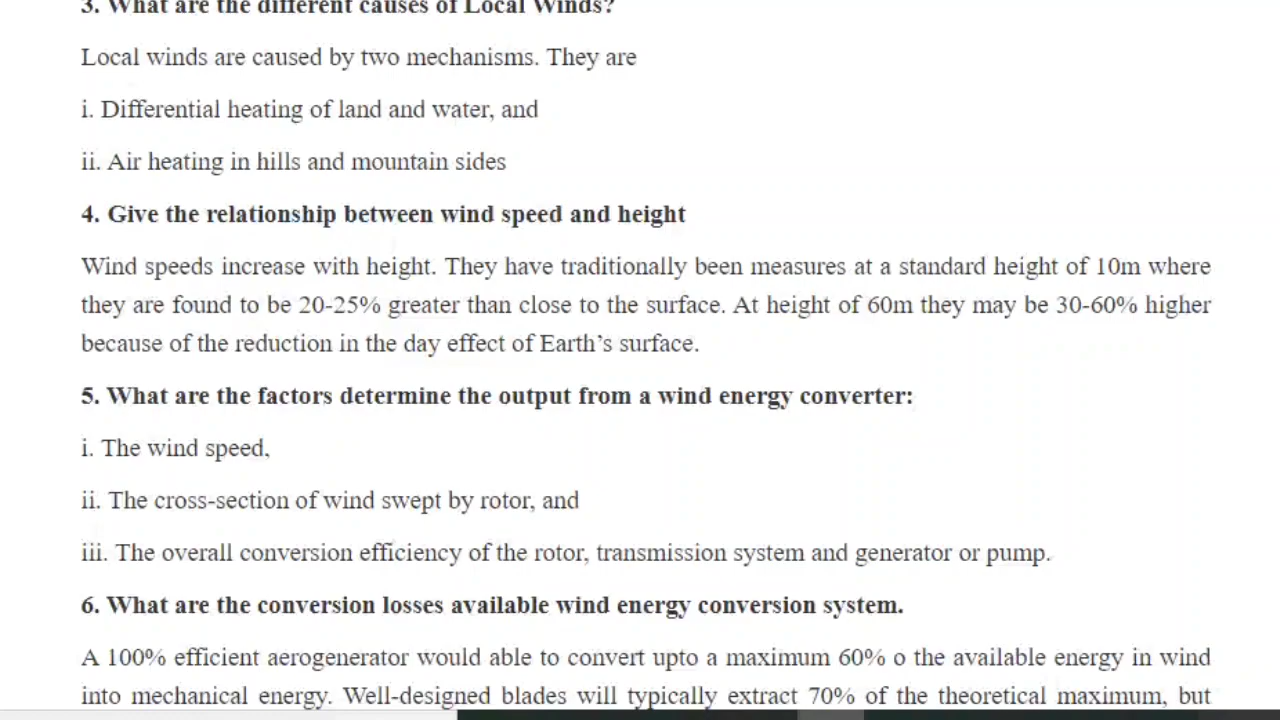 3. What are the different causes of Local Winds?
Local winds are caused by two mechanisms. They are
i. Differential heating of land and water, and
ii. Air heating in hills and mountain sides
4. Give the relationship between wind speed and height
Wind speeds increase with height. They have traditionally been measures at a standard height of 10m where
they are found to be 20-25% greater than close to the surface. At height of 60m they may be 30-60% higher
because of the reduction in the day effect of Earth’s surface.
5. What are the factors determine the output from a wind energy converter:
i. The wind speed,
ii. The cross-section of wind swept by rotor, and
iii. The overall conversion efficiency of the rotor, transmission system and generator or pump.
6. What are the conversion losses available wind energy conversion system.
A 100% efficient aerogenerator would able to convert upto a maximum 60% o the available energy in wind
into mechanical energy. Well-designed blades will typically extract 70% of the theoretical maximum, but